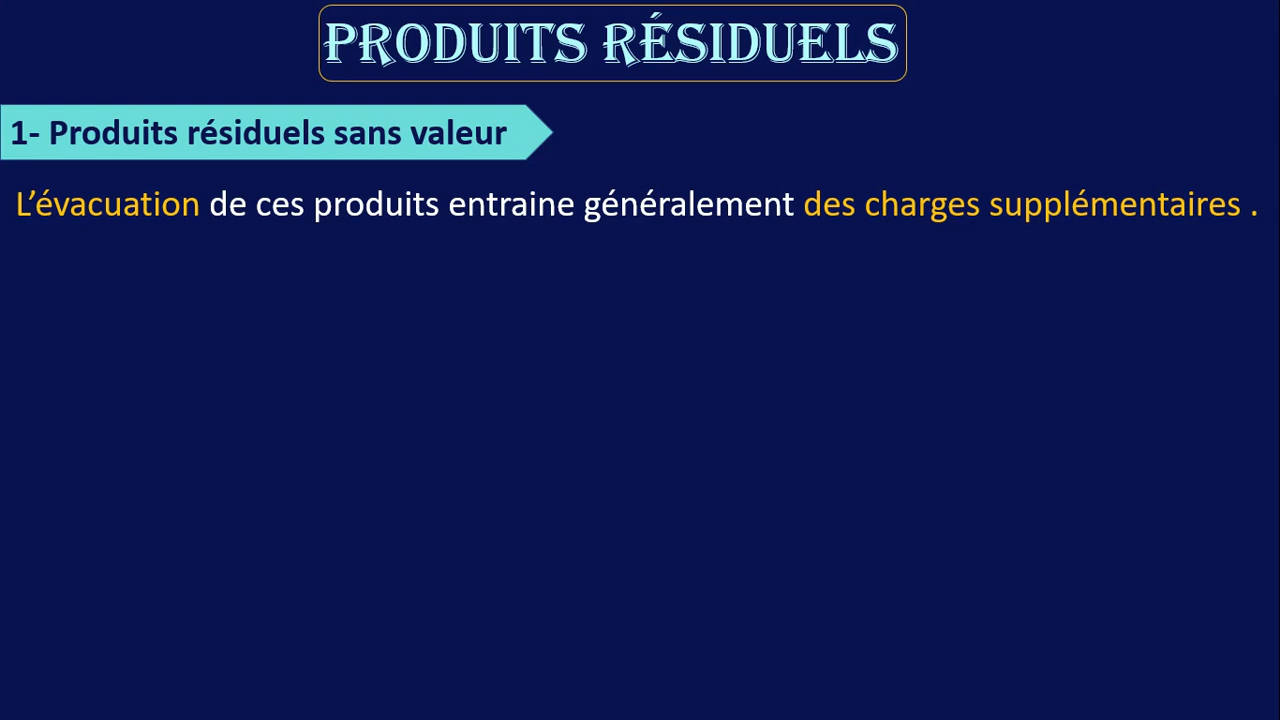 PRODUITS RÉSIDUELS
1- Produits résiduels sans valeur
L’évacuation de ces produits entraine généralement des charges supplémentaires .